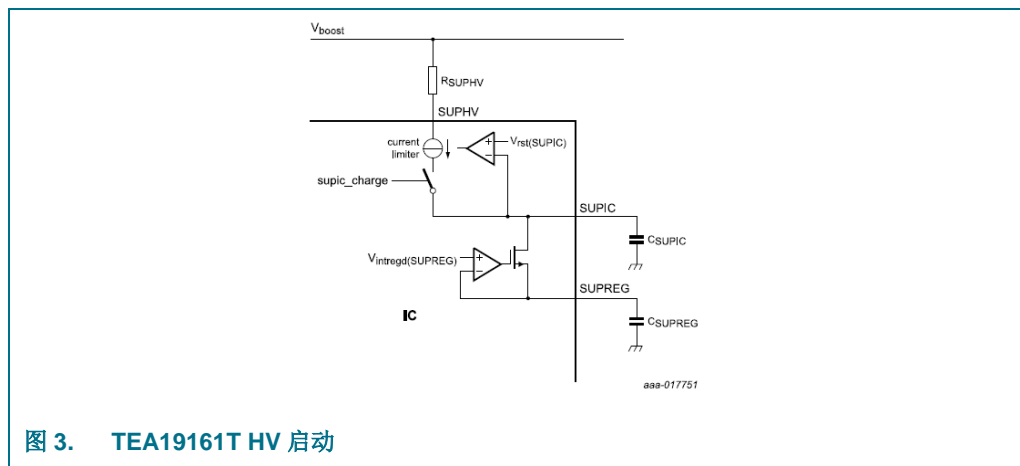 Vboost
RSUPHV
SUPHV
current
limiter
+
Vrst(SUPIC)
−
supic_charge
SUPIC
CSUPIC
Vintregd(SUPREG)
+
−
SUPREG
CSUPREG
IC
aaa-017751
图 3. TEA19161T HV 启动